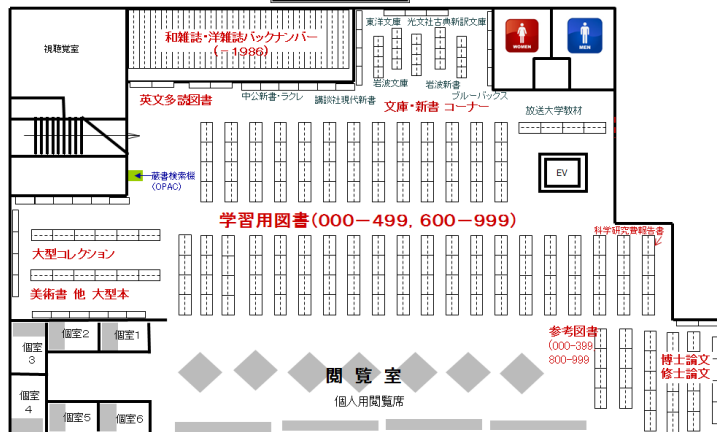 視聴覚室
和雑誌・洋雑誌バックナンバー
(-1986)
東洋文庫
光文社古典新訳文庫
WOMEN
MEN
岩波文庫
岩波新書
英文多読図書
中公新書・ラクレ
講談社現代新書
ブルーバックス
文庫・新書 コーナー
放送大学教材
蔵書検索機
(OPAC)
EV
学習用図書(000-499, 600-999)
科学研究費報告書
大型コレクション
美術書 他 大型本
個室2
個室1
個室
3
参考図書
(000-399
800-999
博士論文
修士論文
閲 覧 室
個人用閲覧席
個室
4
個室5
個室6